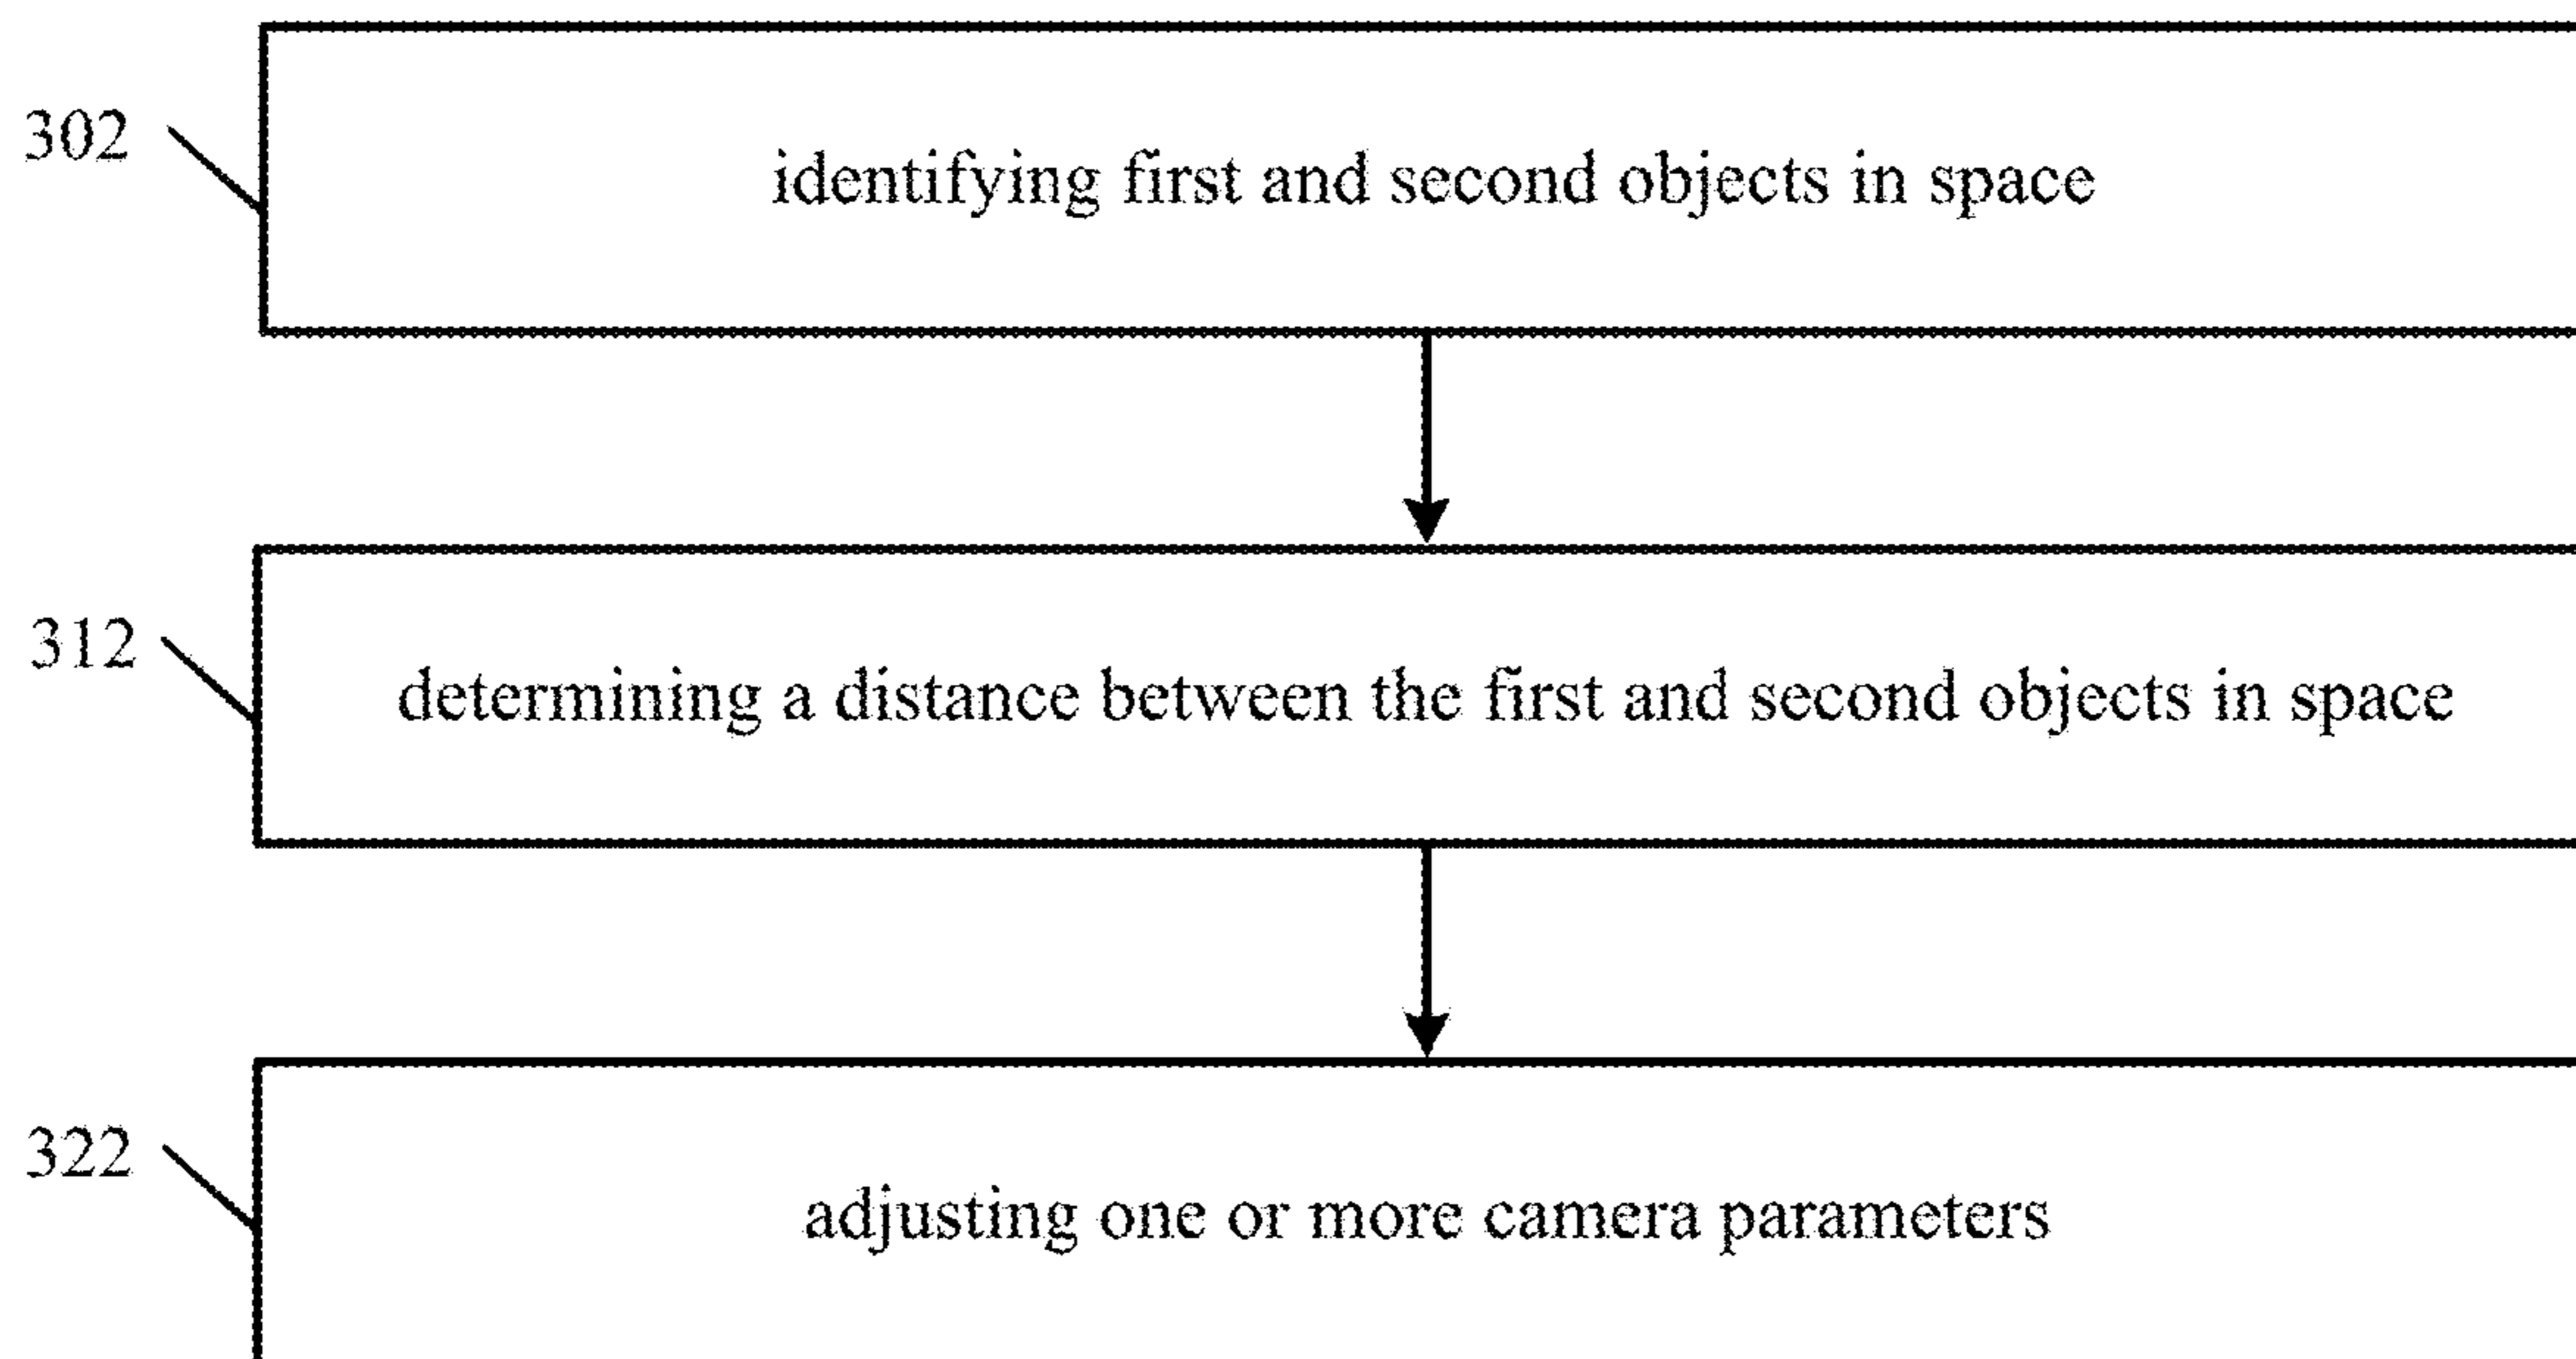 302
identifying first and second objects in space
312
determining a distance between the first and second objects in space
322
adjusting one or more camera parameters